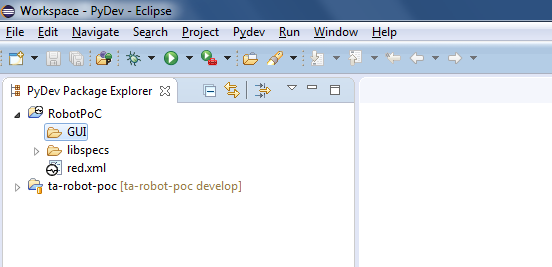 Workspace - PyDev - Eclipse
File Edit Navigate Search Project Pydev Run Window Help
PyDev Package Explorer
RobotPoC
GUI
libspecs
red.xml
ta-robot-poc [ta-robot-poc develop]